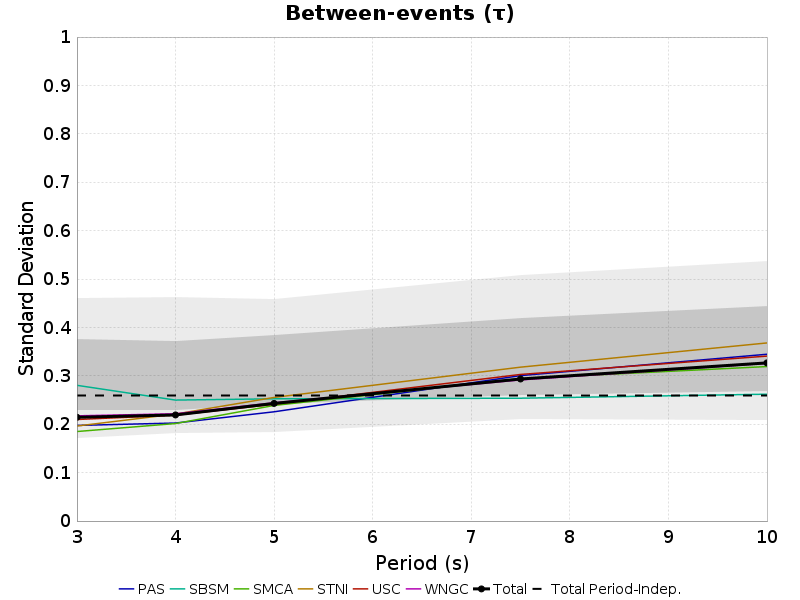 Between-events (τ)
Standard Deviation
1
0.9
0.8
0.7
0.6
0.5
0.4
0.3
0.2
0.1
0
3 4 5 6 7 8 9 10
Period (s)
PAS SBSM SMCA STNI USC WNGC Total Total Period-Indep.